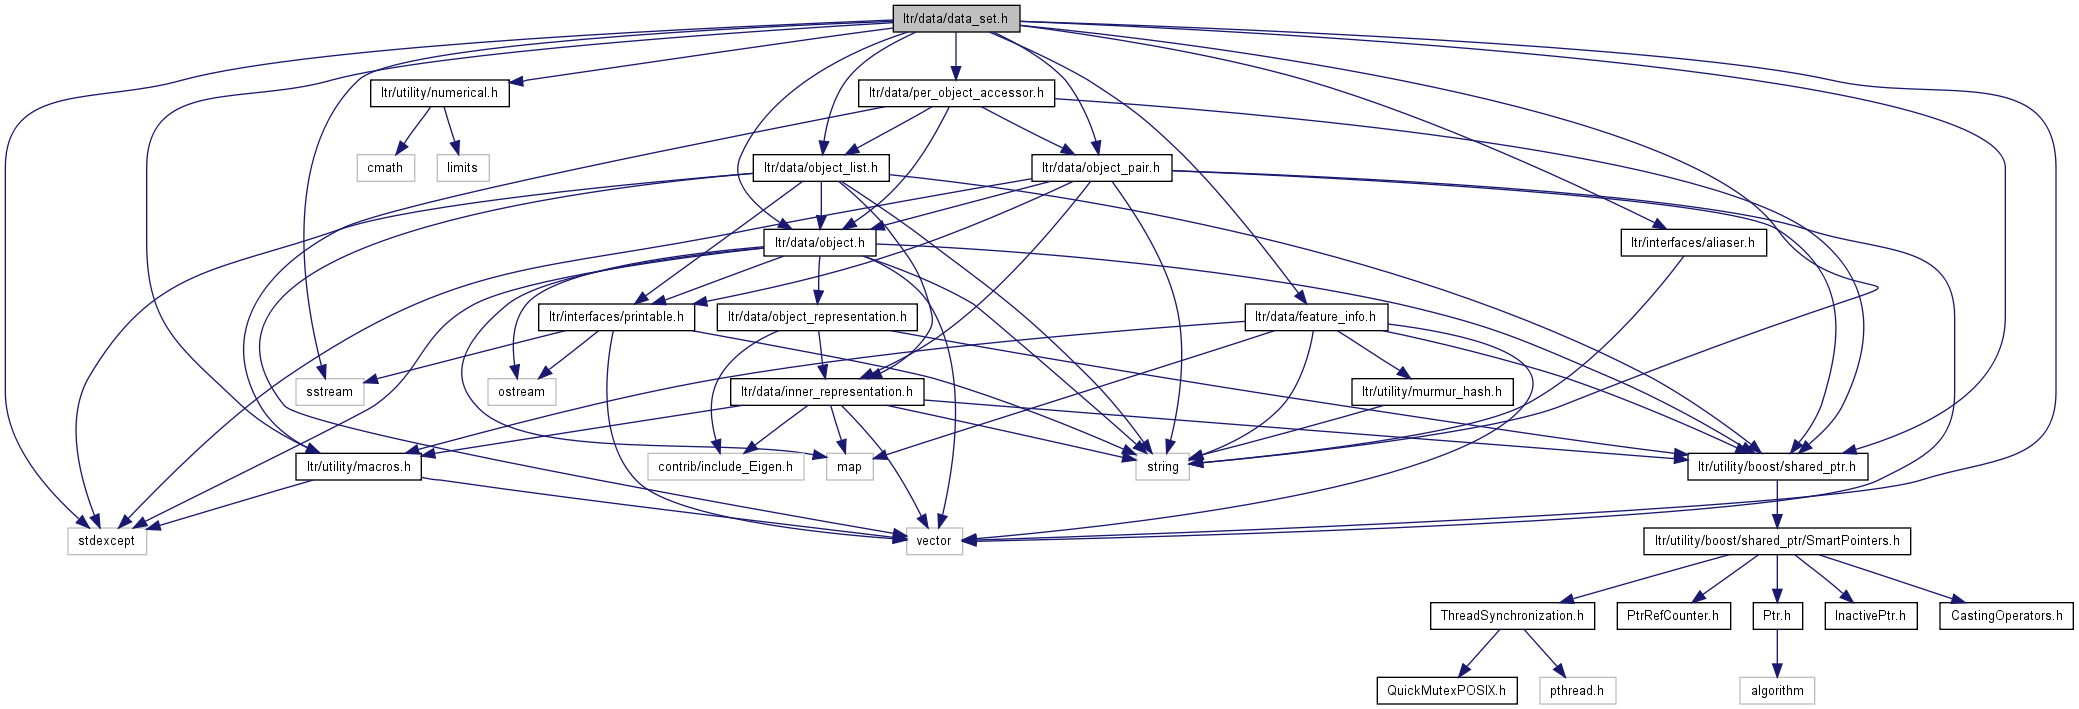 ltr/data/data_set.h
ltr/utility/numerical.h
ltr/data/per_object_accessor.h
cmath
limits
ltr/data/object_list.h
ltr/data/object_pair.h
ltr/data/object.h
ltr/interfaces/aliaser.h
ltr/interfaces/printable.h
ltr/data/object_representation.h
ltr/data/feature_info.h
sstream
ostream
ltr/data/inner_representation.h
ltr/utility/murmur_hash.h
ltr/utility/macros.h
contrib/include_Eigen.h
map
string
ltr/utility/boost/shared_ptr.h
stdexcept
vector
ltr/utility/boost/shared_ptr/SmartPointers.h
ThreadSynchronization.h
PtrRefCounter.h
Ptr.h
InactivePtr.h
CastingOperators.h
QuickMutexPOSIX.h
pthread.h
algorithm